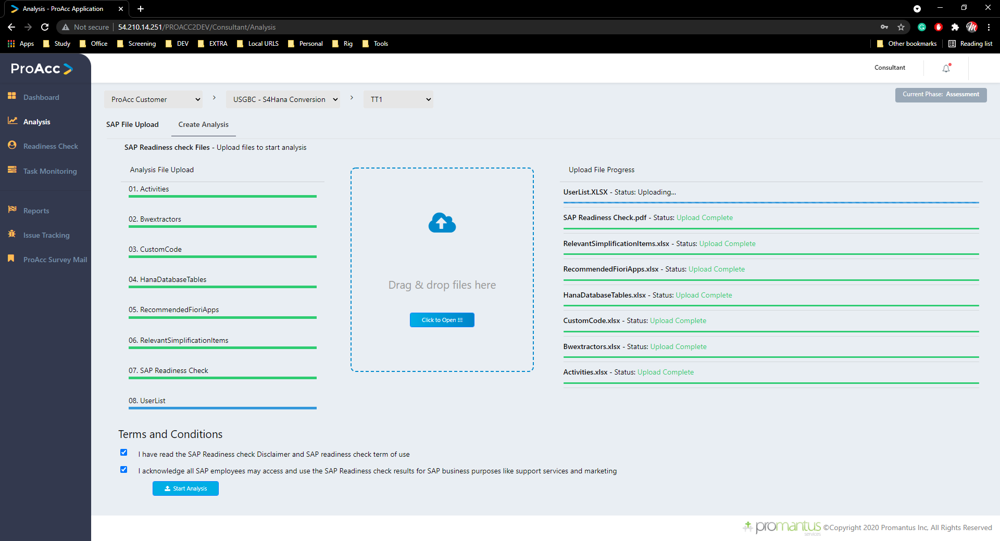 Analysis - ProAcc Application
Not secure 54.210.14.251/PROACC2DEV/Consultant/Analysis
Apps Study Office Screening DEV EXTRA Local URLS Personal Rig Tools Other bookmarks Reading list
ProAcc
Consultant
Dashboard
Analysis
Readiness Check
Task Monitoring
Reports
Issue Tracking
ProAcc Survey Mail
ProAcc Customer USGBC - S4Hana Conversion TT1
Current Phase: Assessment
SAP File Upload Create Analysis
SAP Readiness check Files - Upload files to start analysis
Analysis File Upload
01. Activities
02. Bwextractors
03. CustomCode
04. HanaDatabaseTables
05. RecommendedFioriApps
06. RelevantSimplificationItems
07. SAP Readiness Check
08. UserList
Drag & drop files here
Click to Open !!!
Upload File Progress
UserList.XLSX - Status: Uploading...
SAP Readiness Check.pdf - Status: Upload Complete
RelevantSimplificationItems.xlsx - Status: Upload Complete
RecommendedFioriApps.xlsx - Status: Upload Complete
HanaDatabaseTables.xlsx - Status: Upload Complete
CustomCode.xlsx - Status: Upload Complete
Bwextractors.xlsx - Status: Upload Complete
Activities.xlsx - Status: Upload Complete
Terms and Conditions
I have read the SAP Readiness check Disclaimer and SAP readiness check term of use
I acknowledge all SAP employees may access and use the SAP Readiness check results for SAP business purposes like support services and marketing
Start Analysis
promantus
services
©Copyright 2020 Promantus Inc, All Rights Reserved